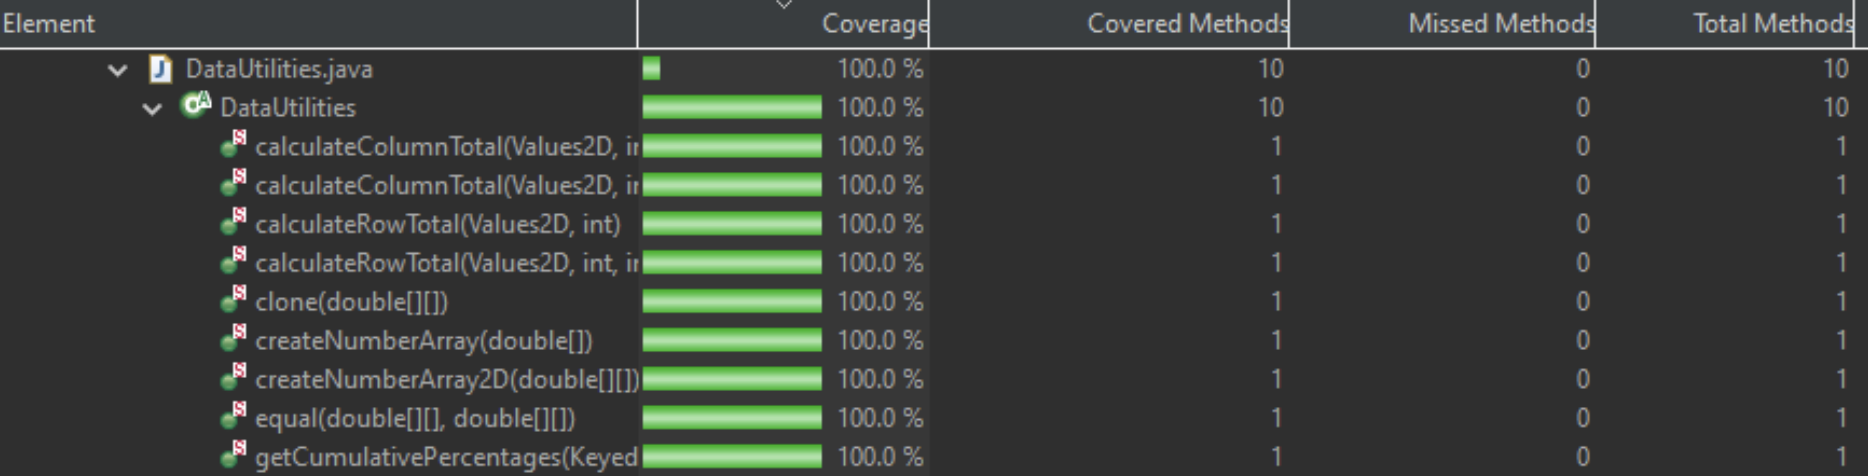 Element Coverage Covered Methods Missed Methods Total Methods
J DataUtilities.java 100.0 % 10 0 10
A DataUtilities 100.0 % 10 0 10
S calculateColumnTotal(Values2D, in 100.0 % 1 0 1
S calculateColumnTotal(Values2D, in 100.0 % 1 0 1
S calculateRowTotal(Values2D, int) 100.0 % 1 0 1
S calculateRowTotal(Values2D, int, in 100.0 % 1 0 1
S clone(double[][]) 100.0 % 1 0 1
S createNumberArray(double[]) 100.0 % 1 0 1
S createNumberArray2D(double[][]) 100.0 % 1 0 1
S equal(double[][], double[][]) 100.0 % 1 0 1
S getCumulativePercentages(Keyed 100.0 % 1 0 1